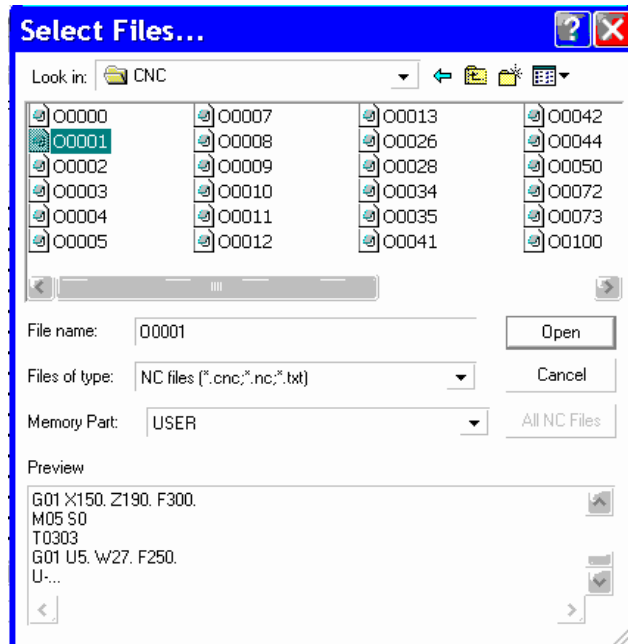 Select Files...
Look in: CNC
O0000 O0007 O0013 O0042
O0001 O0008 O0026 O0044
O0002 O0009 O0028 O0050
O0003 O0010 O0034 O0072
O0004 O0011 O0035 O0073
O0005 O0012 O0041 O0100
File name: O0001 Open
Files of type: NC files (*.cnc;*.nc;*.txt) Cancel
Memory Part: USER All NC Files
Preview
G01 X150. Z190. F300.
M05 S0
T0303
G01 U5. W27. F250.
U-...